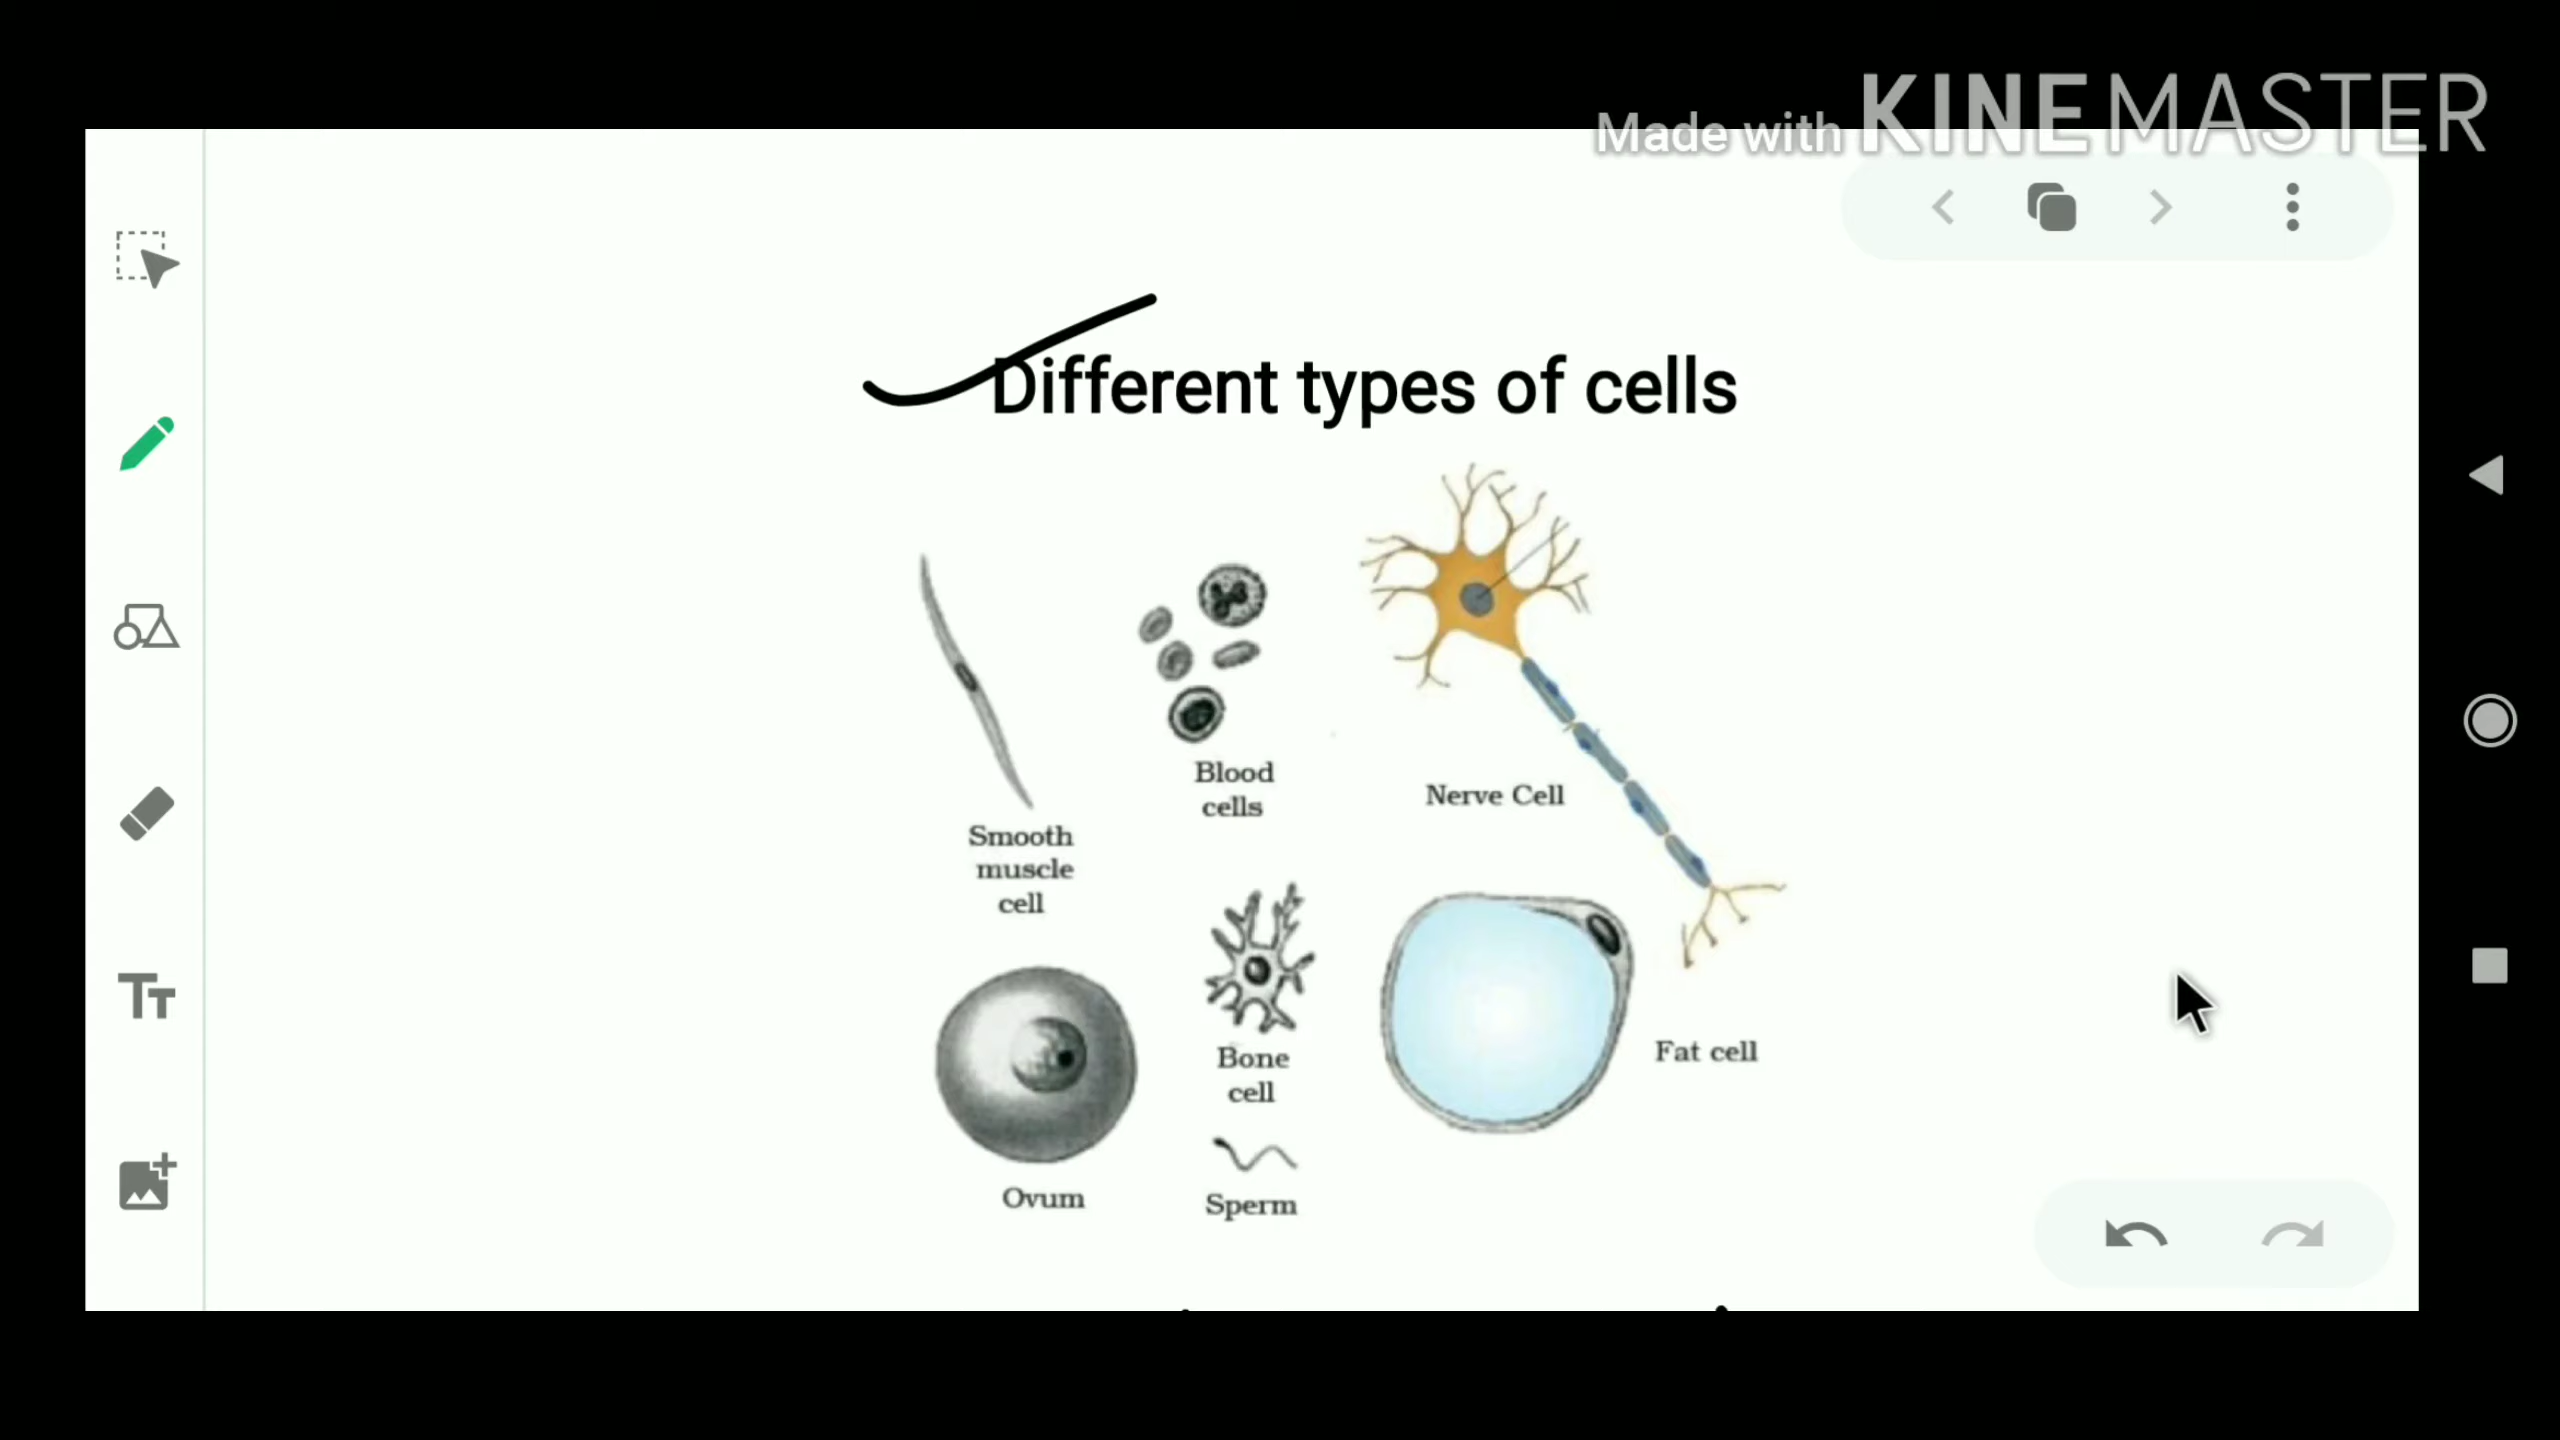 Made with KINEMASTER
Different types of cells
Blood
cells
Nerve Cell
Smooth
muscle
cell
Bone
cell
Fat cell
Ovum
Sperm